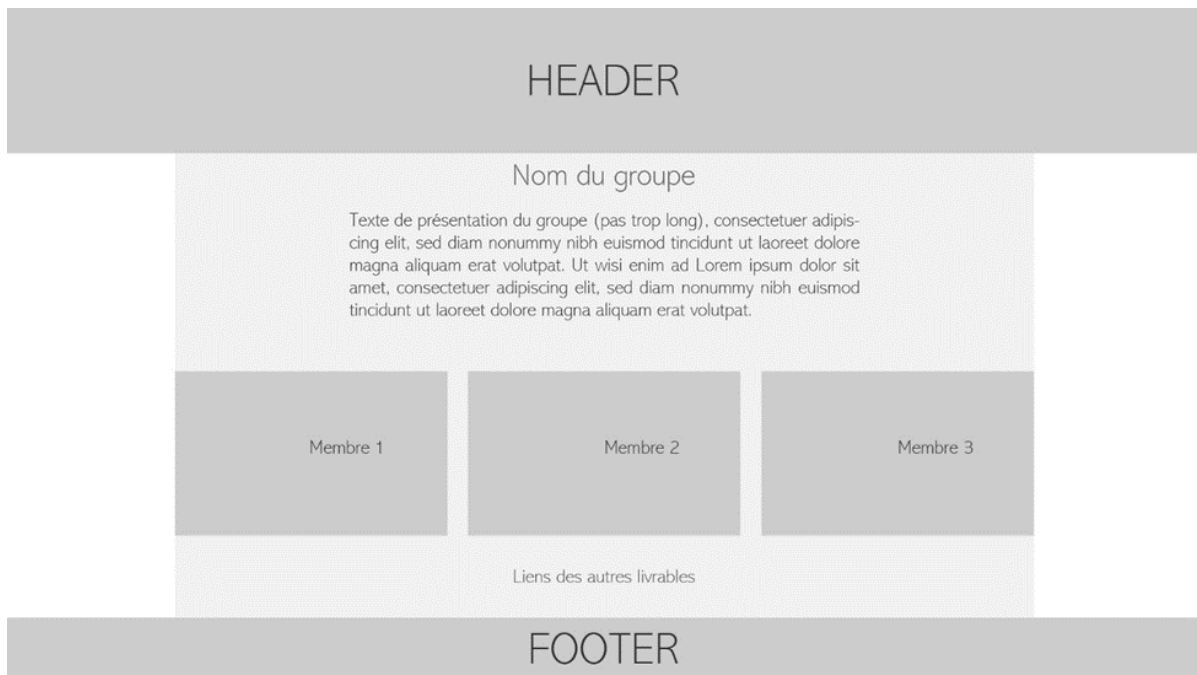 HEADER
Nom du groupe
Texte de présentation du groupe (pas trop long), consectetuer adipis-
cing elit, sed diam nonummy nibh euismod tincidunt ut laoreet dolore
magna aliquam erat volutpat. Ut wisi enim ad Lorem ipsum dolor sit
amet, consectetuer adipiscing elit, sed diam nonummy nibh euismod
tincidunt ut laoreet dolore magna aliquam erat volutpat.
Membre 1
Membre 2
Membre 3
Liens des autres livrables
FOOTER